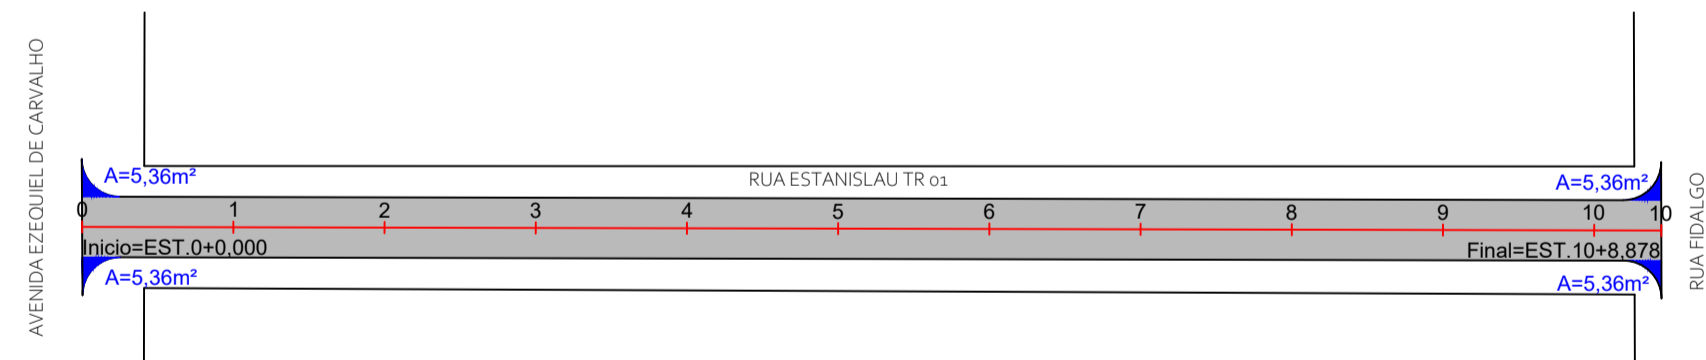 AVENIDA EZEQUIEL DE CARVALHO
A=5,36m²
RUA ESTANISLAU TR 01
A=5,36m²
0 1 2 3 4 5 6 7 8 9 10 10
Inicio=EST.0+0,000
Final=EST.10+8,878
A=5,36m²
A=5,36m²
RUA FIDALGO